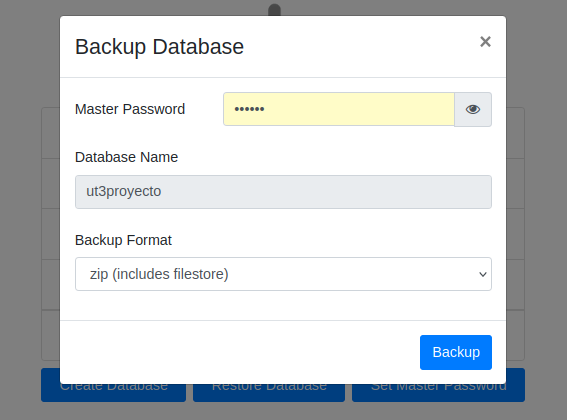 Backup Database
×
Master Password
••••••
Database Name
ut3proyecto
Backup Format
zip (includes filestore)
Backup
Create Database Restore Database Set Master Password